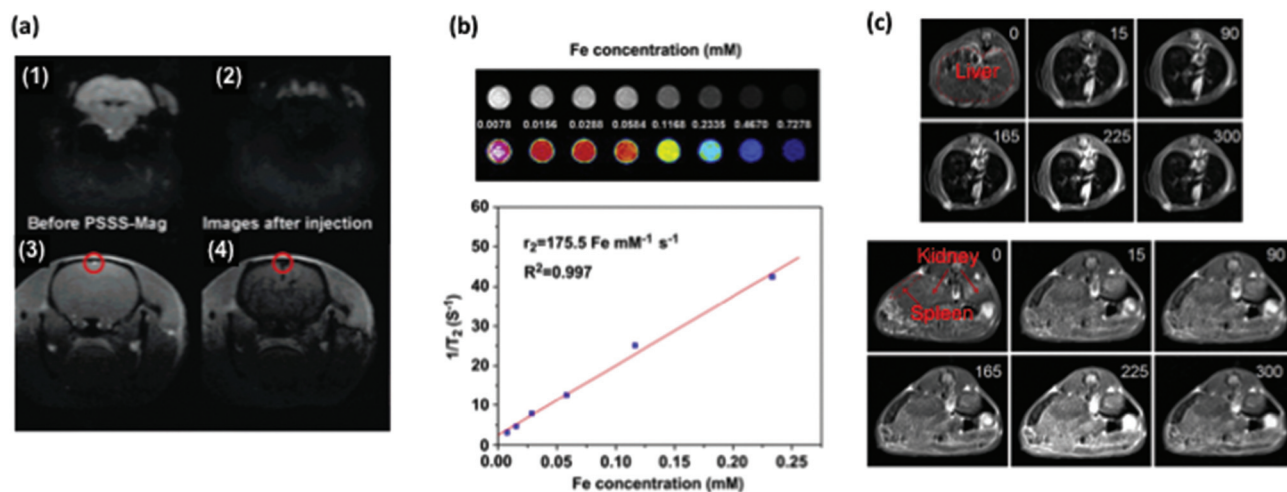 (a)
(1)
(2)
Before PSSS-Mag
Images after injection
(3)
(4)
(b)
Fe concentration (mM)
0.0078 0.0156 0.0288 0.0584 0.1168 0.2335 0.4670 0.7278
r₂=175.5 Fe mM⁻¹ s⁻¹
R²=0.997
1/T₂ (S⁻¹)
60
50
40
30
20
10
0
0.00 0.05 0.10 0.15 0.20 0.25
Fe concentration (mM)
(c)
0 15 90
Liver
165 225 300
Kidney 0 15 90
Spleen
165 225 300